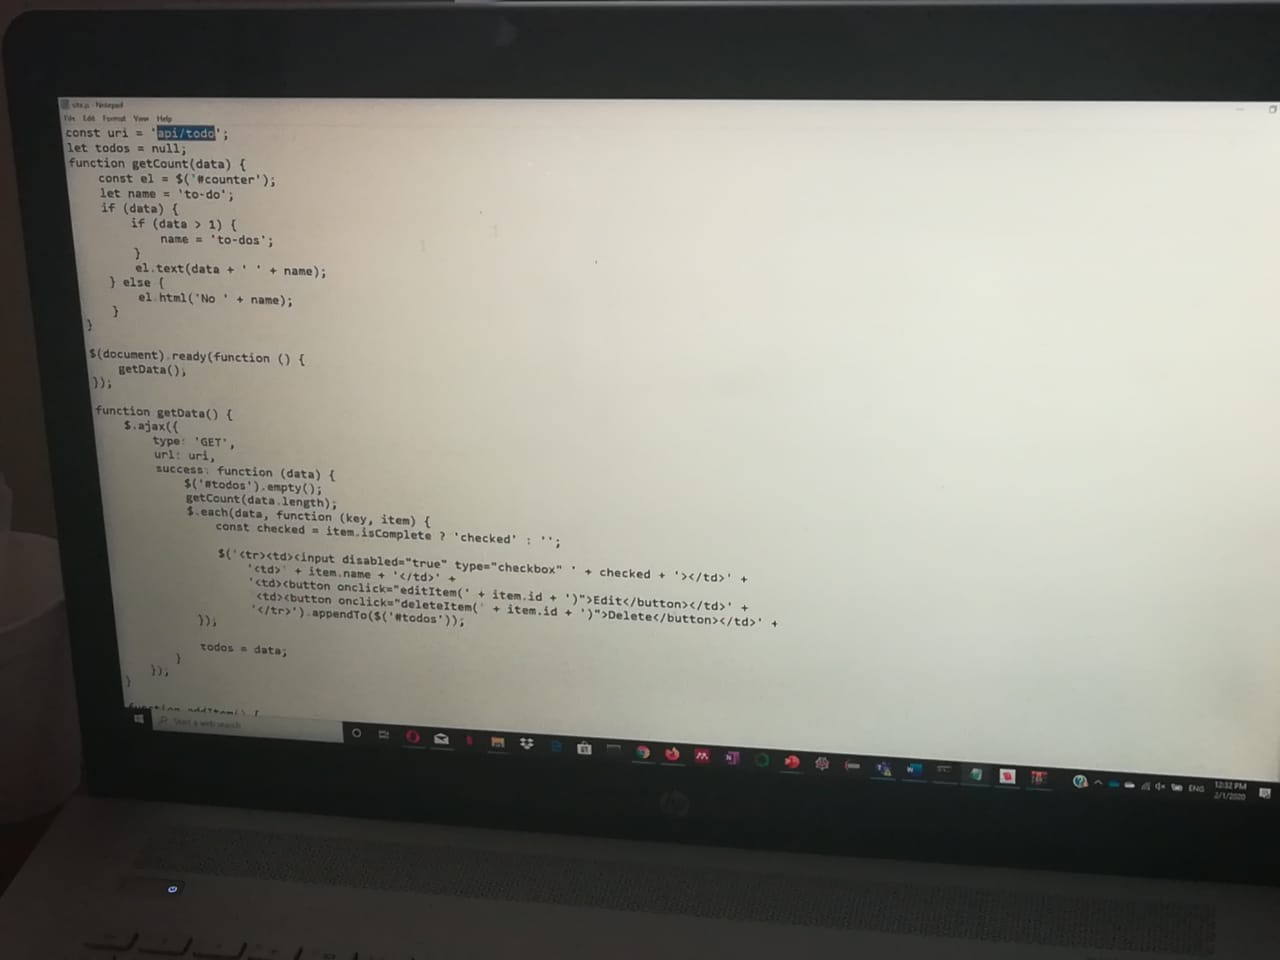 site.js - Notepad
File Edit Format View Help
const uri = 'api/todo';
let todos = null;
function getCount(data) {
    const el = $('#counter');
    let name = 'to-do';
    if (data) {
        if (data > 1) {
            name = 'to-dos';
        }
        el.text(data + ' ' + name);
    } else {
        el.html('No ' + name);
    }
}

$(document).ready(function () {
    getData();
});

function getData() {
    $.ajax({
        type: 'GET',
        url: uri,
        success: function (data) {
            $('#todos').empty();
            getCount(data.length);
            $.each(data, function (key, item) {
                const checked = item.isComplete ? 'checked' : '';

                $('<tr><td><input disabled="true" type="checkbox" ' + checked + '></td>' +
                    '<td>' + item.name + '</td>' +
                    '<td><button onclick="editItem(' + item.id + ')">Edit</button></td>' +
                    '<td><button onclick="deleteItem(' + item.id + ')">Delete</button></td>' +
                    '</tr>').appendTo($('#todos'));
            });

            todos = data;
        }
    });
}

function addItem() {
Start a web search
ENG
12:32 PM
2/1/2020
hp